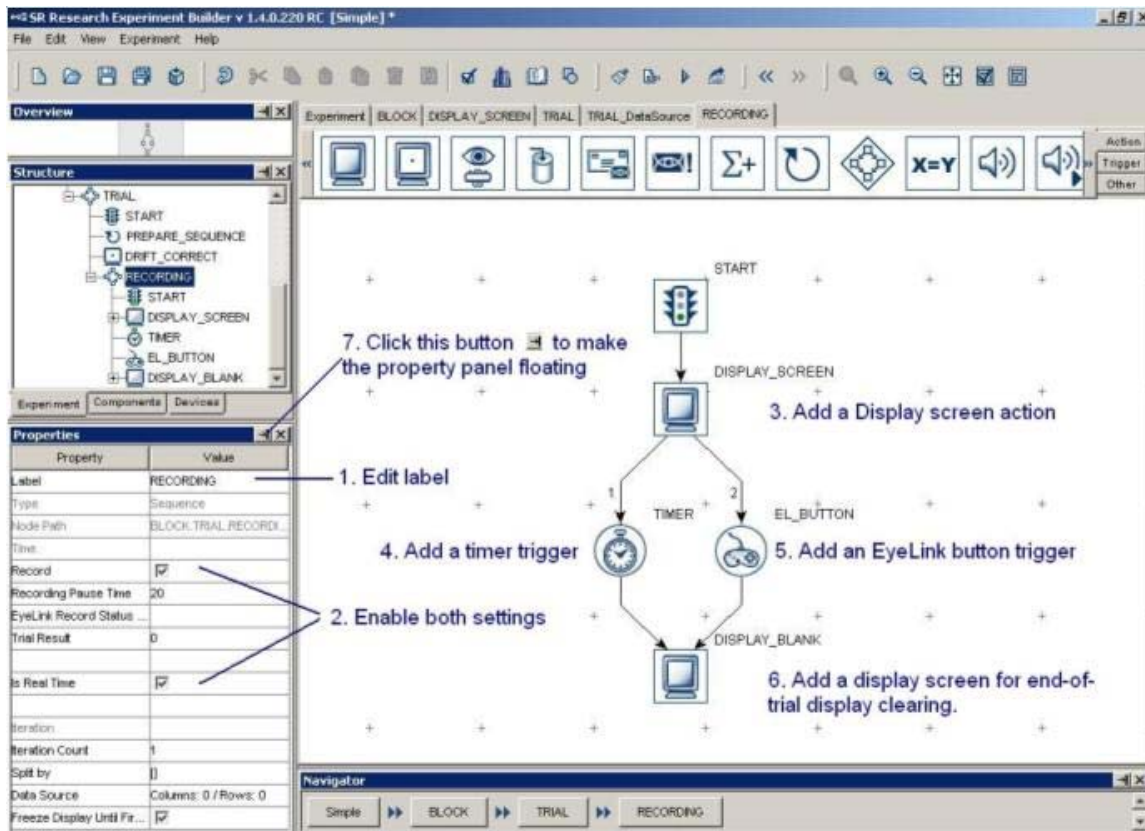 SR Research Experiment Builder v 1.4.0.220 RC [Simple] *
File Edit View Experiment Help
Overview
Experiment BLOCK DISPLAY_SCREEN TRIAL TRIAL_DataSource RECORDING
Action
Trigger
Other
X=Y
Σ+
Structure
TRIAL
START
PREPARE_SEQUENCE
DRIFT_CORRECT
RECORDING
START
DISPLAY_SCREEN
TIMER
EL_BUTTON
DISPLAY_BLANK
Experiment Components Devices
Properties
Property Value
Label RECORDING
Type Sequence
Node Path BLOCK.TRIAL.RECORDI...
Time
Record
Recording Pause Time 20
EyeLink Record Status ...
Trial Result 0
Is Real Time
Iteration
Iteration Count 1
Split by []
Data Source Columns: 0 / Rows: 0
Freeze Display Until Fir...
START
7. Click this button to make
the property panel floating
DISPLAY_SCREEN
3. Add a Display screen action
1. Edit label
1
2
TIMER
EL_BUTTON
4. Add a timer trigger
5. Add an EyeLink button trigger
2. Enable both settings
DISPLAY_BLANK
6. Add a display screen for end-of-
trial display clearing.
Navigator
Simple BLOCK TRIAL RECORDING